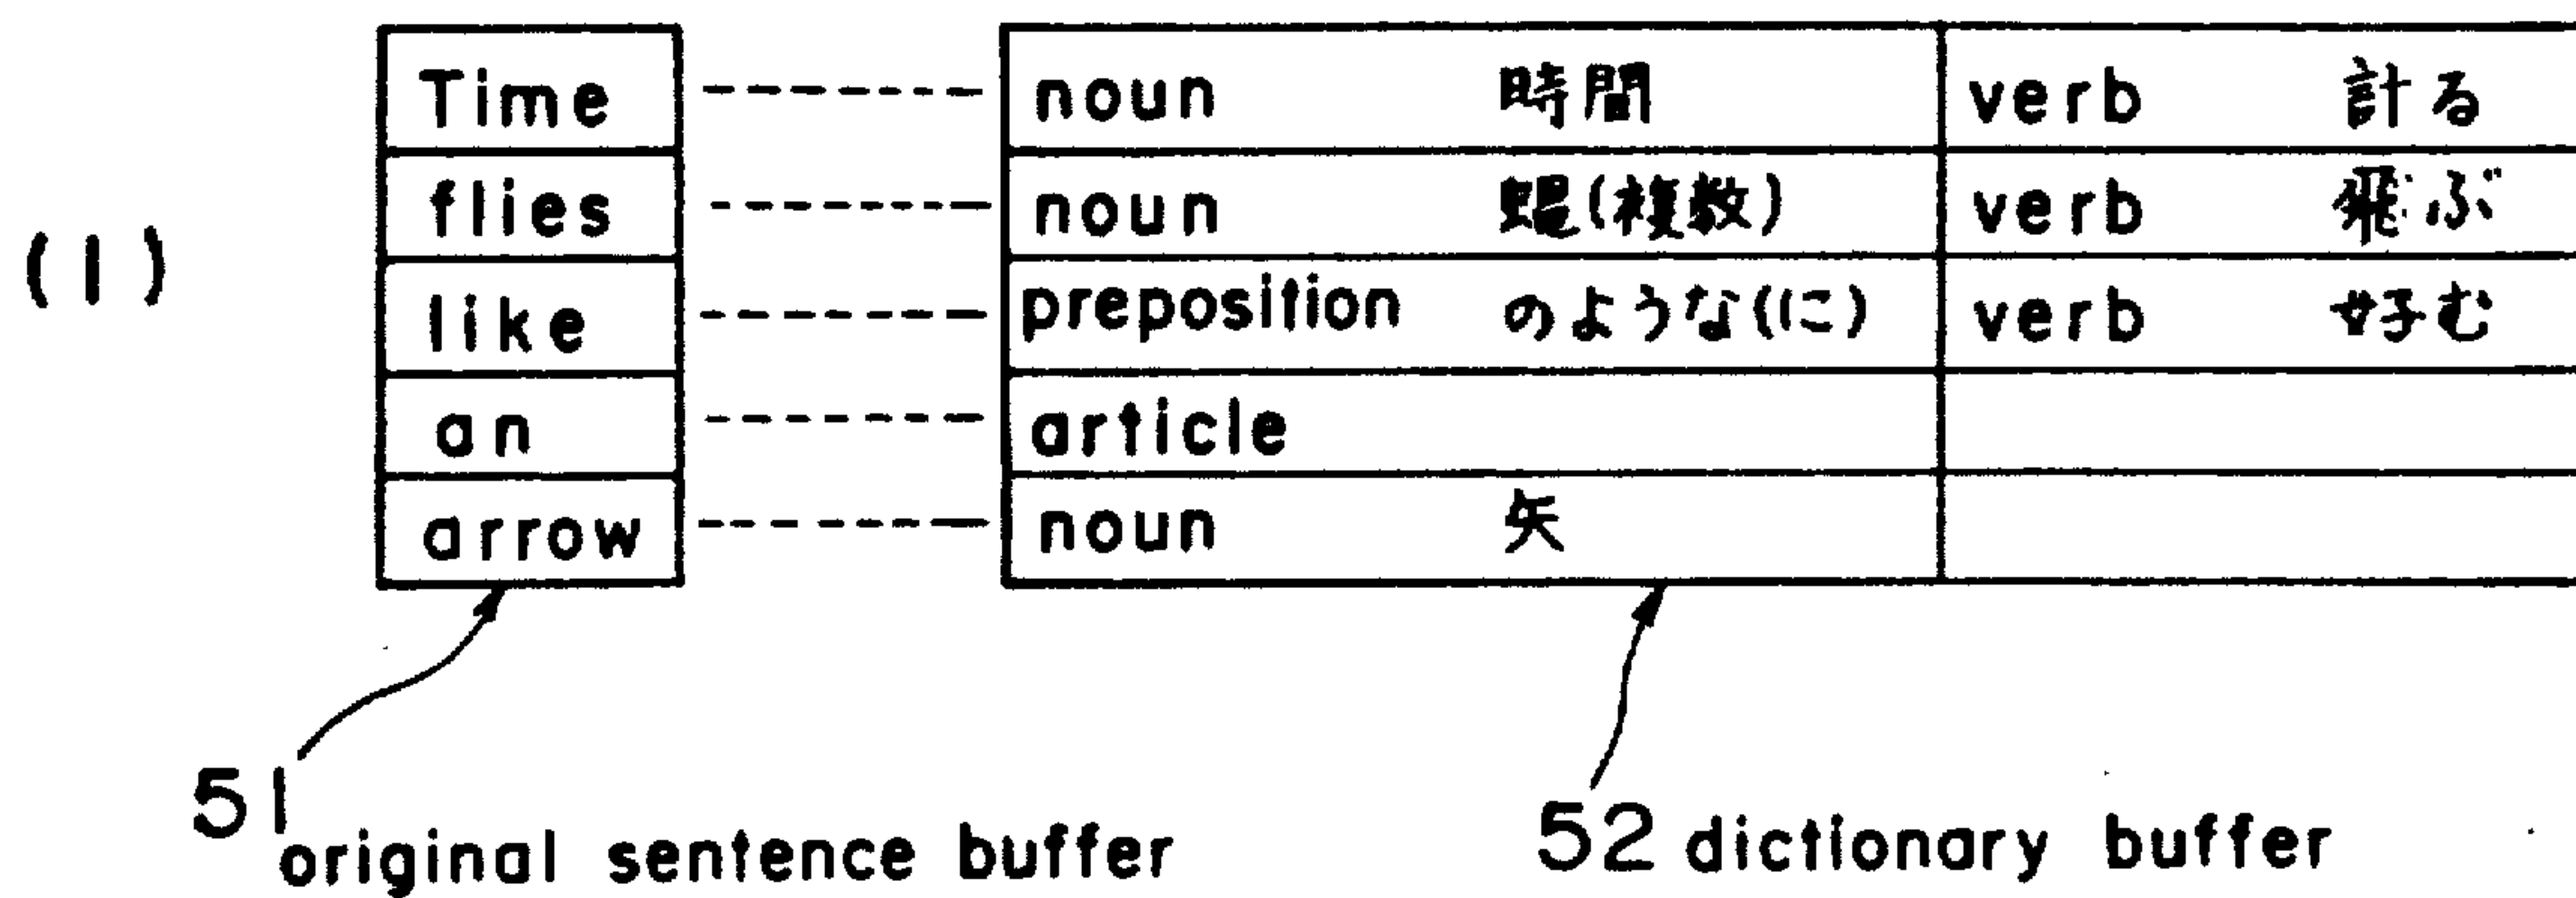 Time noun 時間 verb 計る
flies noun 蠅(複数) verb 飛ぶ
(1)
like preposition のような(に) verb 好む
an article
arrow noun 矢
51 original sentence buffer 52 dictionary buffer